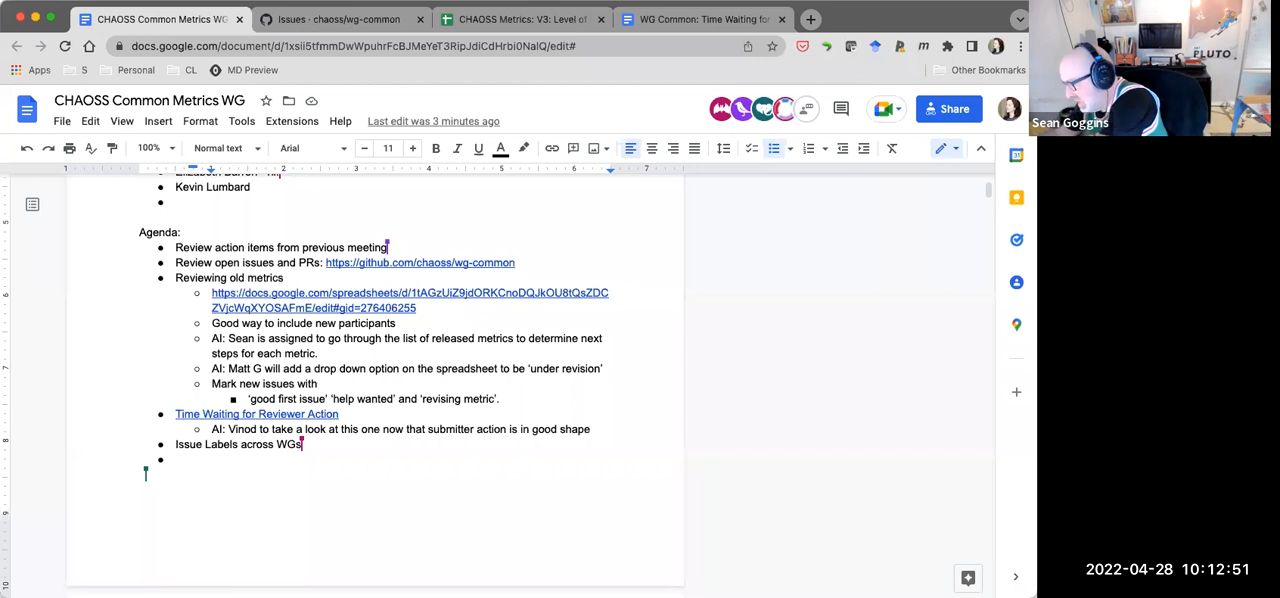 CHAOSS Common Metrics WG
Issues · chaoss/wg-common
CHAOSS Metrics: V3: Level of
WG Common: Time Waiting for
docs.google.com/document/d/1xsii5tfmmDwWpuhrFcBJMeYeT3RipJdiCdHrbi0NalQ/edit#
Apps
S
Personal
CL
MD Preview
Other Bookmarks
PLUTO
Sean Goggins
CHAOSS Common Metrics WG
File Edit View Insert Format Tools Extensions Help
Last edit was 3 minutes ago
Share
100%
Normal text
Arial
11
Kevin Lumbard
Agenda:
Review action items from previous meeting
Review open issues and PRs: https://github.com/chaoss/wg-common
Reviewing old metrics
https://docs.google.com/spreadsheets/d/1tAGzUiZ9jdORKCnoDQJkOU8tQsZDC
ZVjcWqXYOSAFmE/edit#gid=276406255
Good way to include new participants
AI: Sean is assigned to go through the list of released metrics to determine next
steps for each metric.
AI: Matt G will add a drop down option on the spreadsheet to be 'under revision'
Mark new issues with
'good first issue' 'help wanted' and 'revising metric'.
Time Waiting for Reviewer Action
AI: Vinod to take a look at this one now that submitter action is in good shape
Issue Labels across WGs
2022-04-28 10:12:51